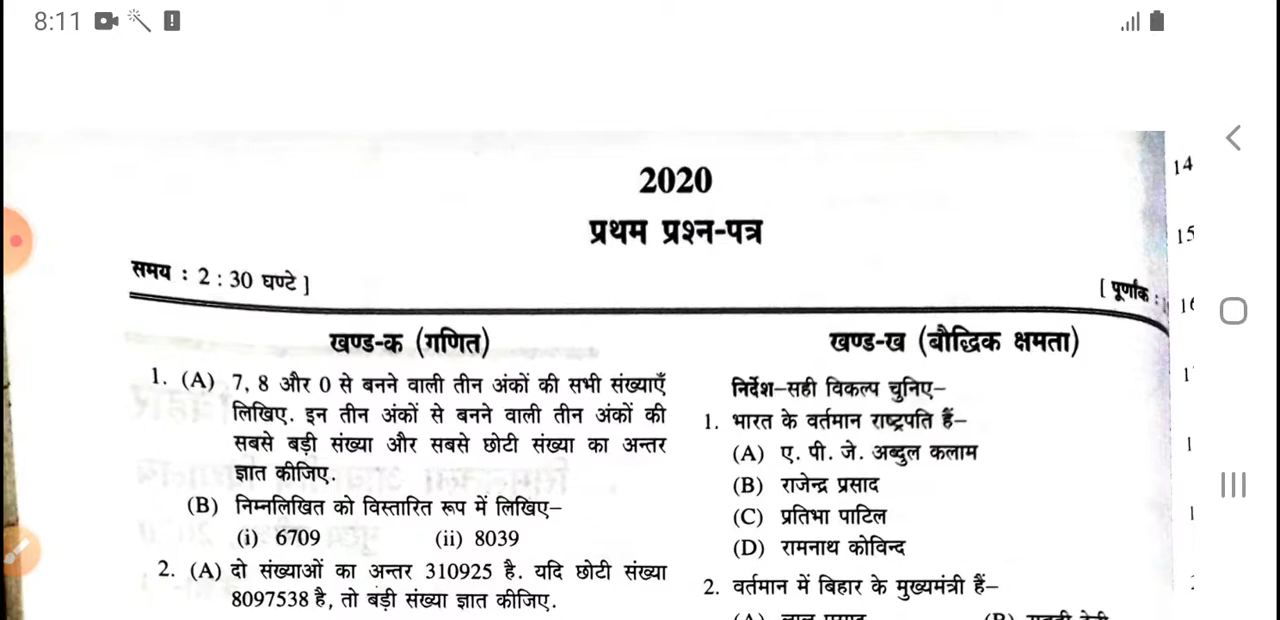 8:11
2020
प्रथम प्रश्न-पत्र
समय : 2 : 30 घण्टे ]
[ पूर्णांक :
खण्ड-क (गणित)
1. (A) 7, 8 और 0 से बनने वाली तीन अंकों की सभी संख्याएँ
लिखिए. इन तीन अंकों से बनने वाली तीन अंकों की
सबसे बड़ी संख्या और सबसे छोटी संख्या का अन्तर
ज्ञात कीजिए.
(B) निम्नलिखित को विस्तारित रूप में लिखिए–
(i) 6709 (ii) 8039
2. (A) दो संख्याओं का अन्तर 310925 है. यदि छोटी संख्या
8097538 है, तो बड़ी संख्या ज्ञात कीजिए.
खण्ड-ख (बौद्धिक क्षमता)
निर्देश–सही विकल्प चुनिए–
1. भारत के वर्तमान राष्ट्रपति हैं–
(A) ए. पी. जे. अब्दुल कलाम
(B) राजेन्द्र प्रसाद
(C) प्रतिभा पाटिल
(D) रामनाथ कोविन्द
2. वर्तमान में बिहार के मुख्यमंत्री हैं–
14
15
16